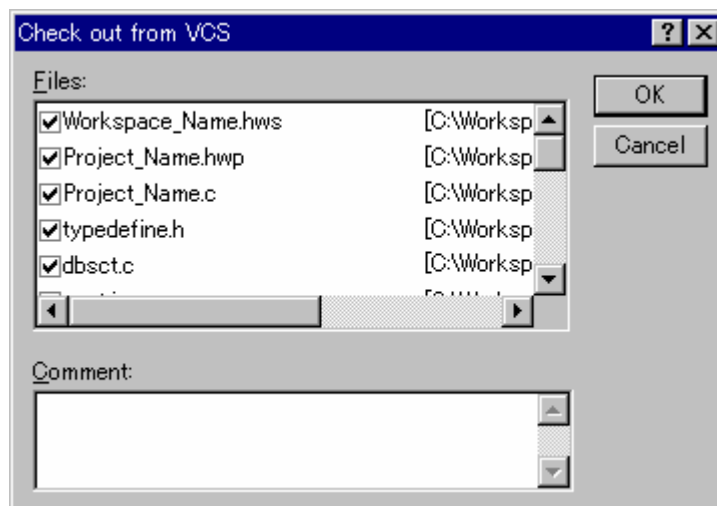 Check out from VCS
Files:
Workspace_Name.hws [C:\Worksp
Project_Name.hwp [C:\Worksp
Project_Name.c [C:\Worksp
typedefine.h [C:\Worksp
dbsct.c [C:\Worksp
OK
Cancel
Comment: